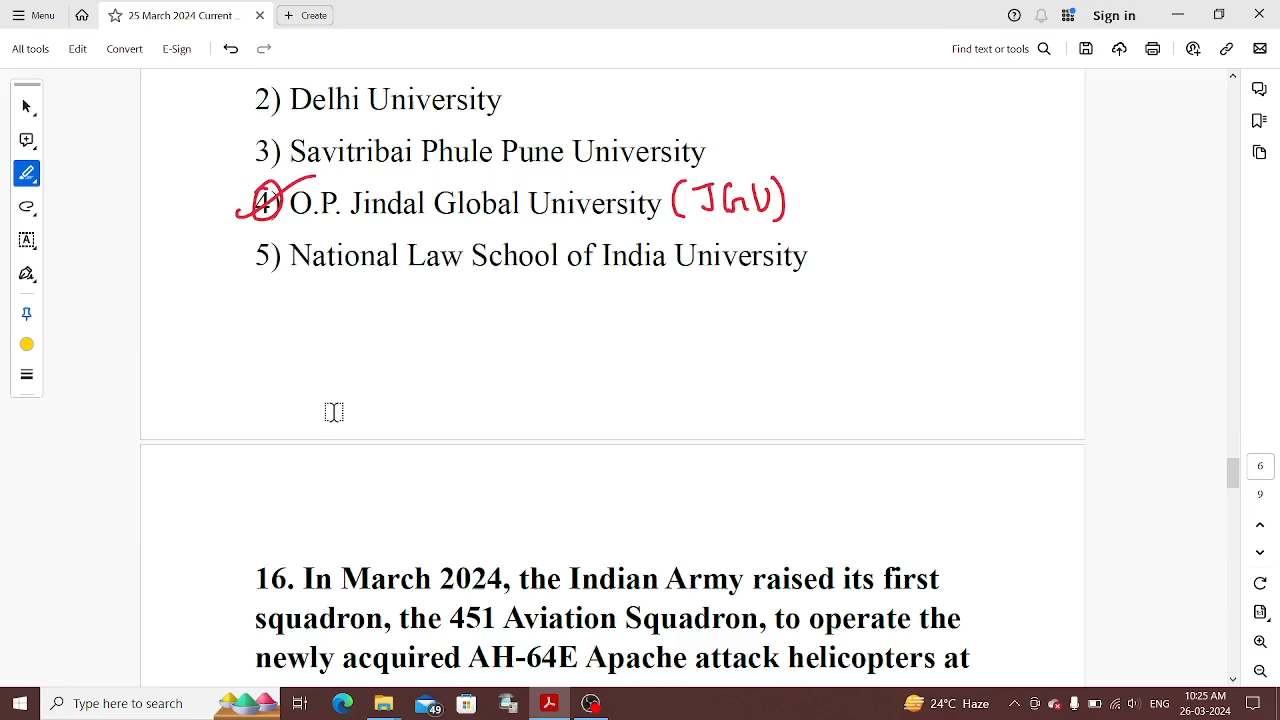 Menu
25 March 2024 Current ...
Create
Sign in
All tools
Edit
Convert
E-Sign
Find text or tools
2) Delhi University
3) Savitribai Phule Pune University
4) O.P. Jindal Global University (JGU)
5) National Law School of India University
6
9
16. In March 2024, the Indian Army raised its first
squadron, the 451 Aviation Squadron, to operate the
newly acquired AH-64E Apache attack helicopters at
Type here to search
49
24°C Haze
ENG
10:25 AM
26-03-2024